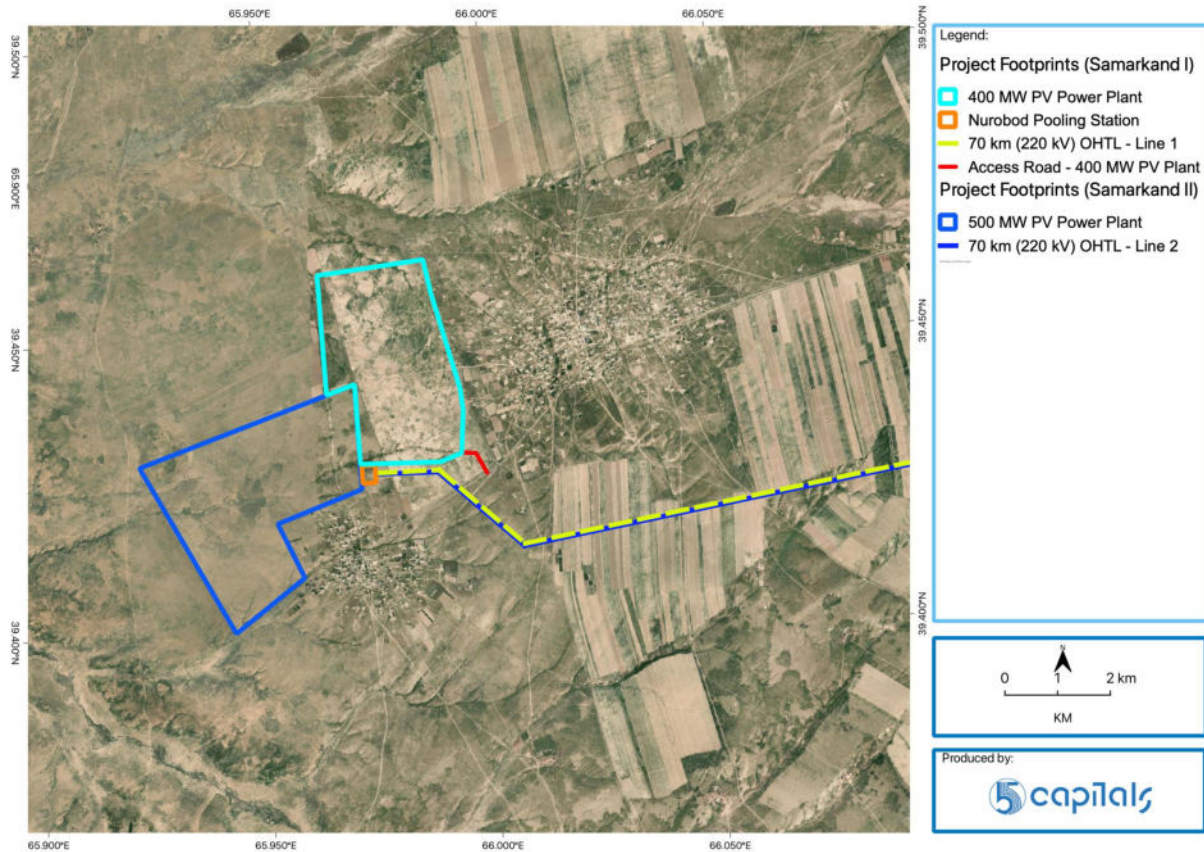 65.950°E
66.000°E
66.050°E
39.500°N
65.900°E
39.450°N
39.400°N
39.500°N
39.450°N
39.400°N
65.900°E
65.950°E
66.000°E
66.050°E
Legend:
Project Footprints (Samarkand I)
400 MW PV Power Plant
Nurobod Pooling Station
70 km (220 kV) OHTL - Line 1
Access Road - 400 MW PV Plant
Project Footprints (Samarkand II)
500 MW PV Power Plant
70 km (220 kV) OHTL - Line 2
N
0 1 2 km
KM
Produced by:
5 capitals